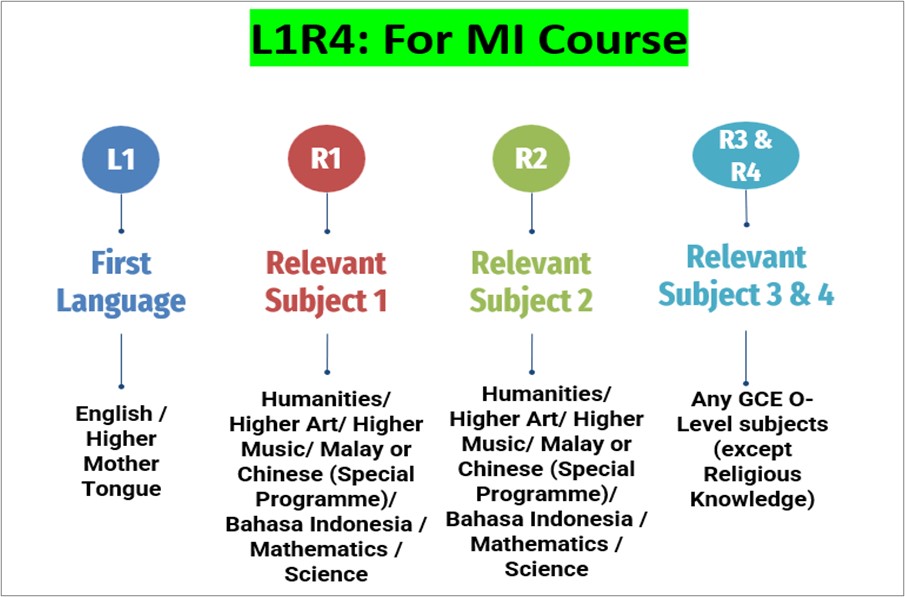 L1R4: For MI Course
L1
First
Language
English /
Higher
Mother
Tongue
R1
Relevant
Subject 1
Humanities/
Higher Art/ Higher
Music/ Malay or
Chinese (Special
Programme)/
Bahasa Indonesia /
Mathematics /
Science
R2
Relevant
Subject 2
Humanities/
Higher Art/ Higher
Music/ Malay or
Chinese (Special
Programme)/
Bahasa Indonesia /
Mathematics /
Science
R3 &
R4
Relevant
Subject 3 & 4
Any GCE O-
Level subjects
(except
Religious
Knowledge)